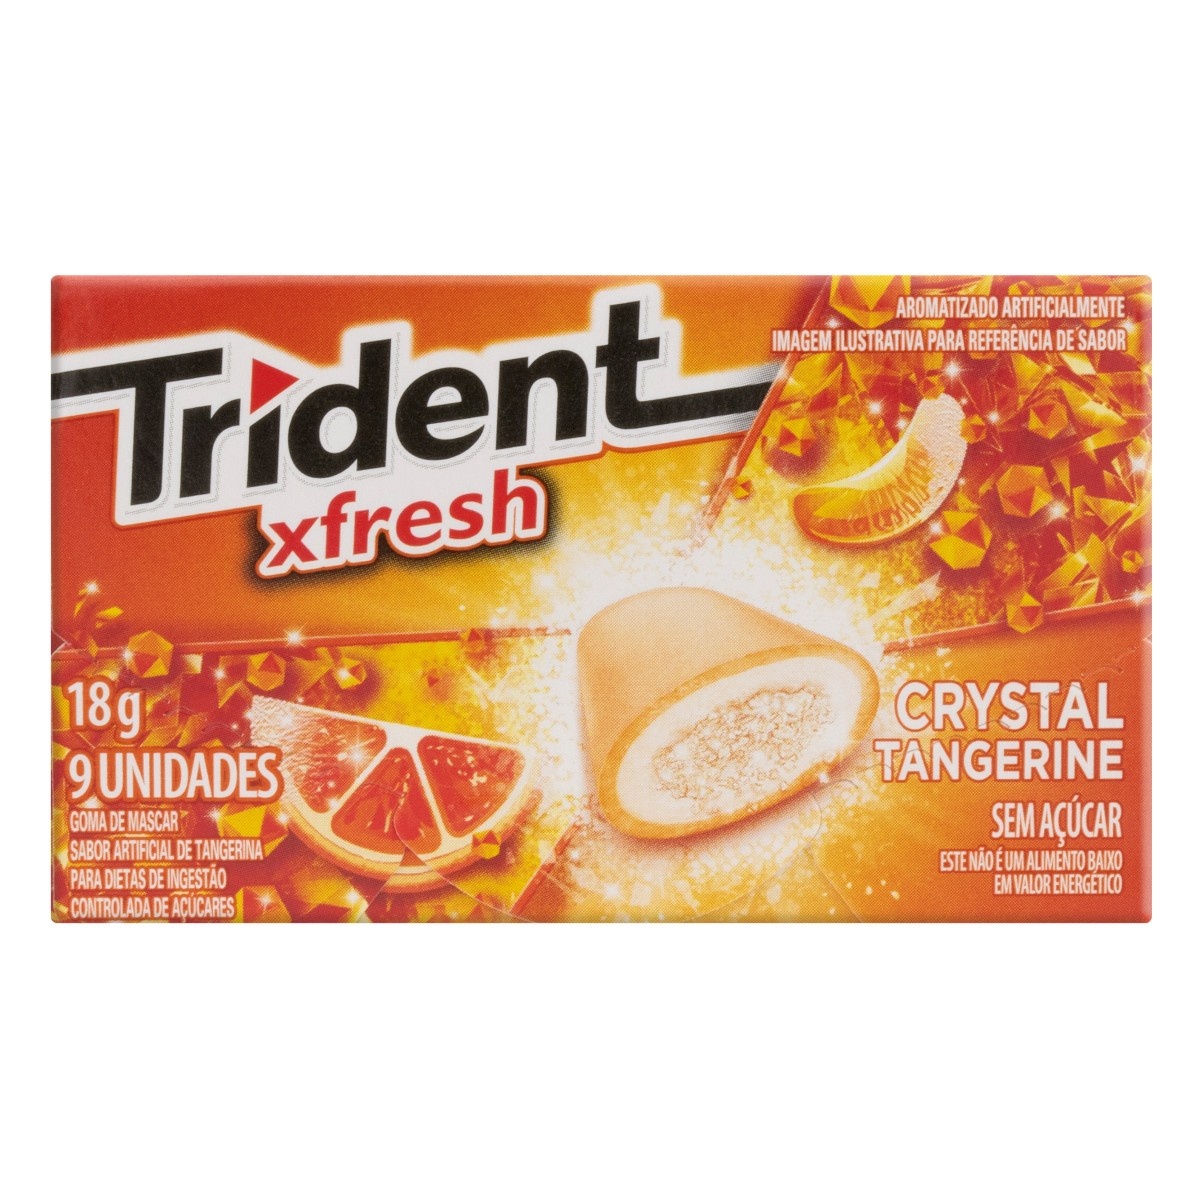 AROMATIZADO ARTIFICIALMENTE
IMAGEM ILUSTRATIVA PARA REFERÊNCIA DE SABOR
Trident
xfresh
18g
9 UNIDADES
GOMA DE MASCAR
SABOR ARTIFICIAL DE TANGERINA
PARA DIETAS DE INGESTÃO
CONTROLADA DE AÇÚCARES
CRYSTAL
TANGERINE
SEM AÇÚCAR
ESTE NÃO É UM ALIMENTO BAIXO
EM VALOR ENERGÉTICO